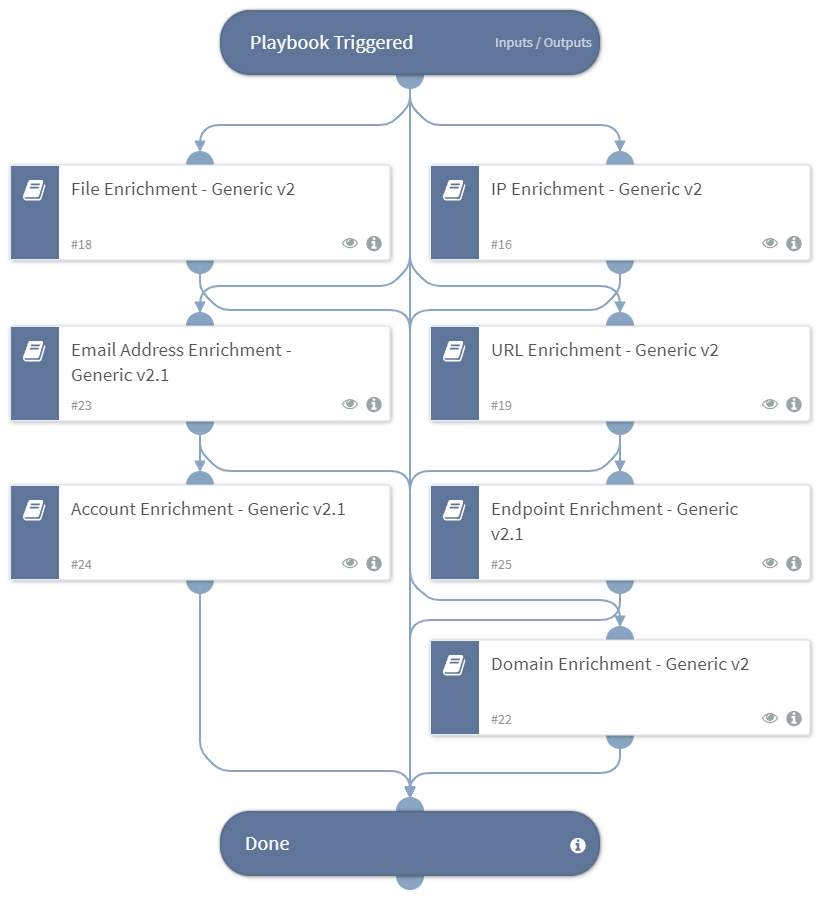 Playbook Triggered
Inputs / Outputs
File Enrichment - Generic v2
#18
IP Enrichment - Generic v2
#16
Email Address Enrichment -
Generic v2.1
#23
URL Enrichment - Generic v2
#19
Account Enrichment - Generic v2.1
#24
Endpoint Enrichment - Generic
v2.1
#25
Domain Enrichment - Generic v2
#22
Done